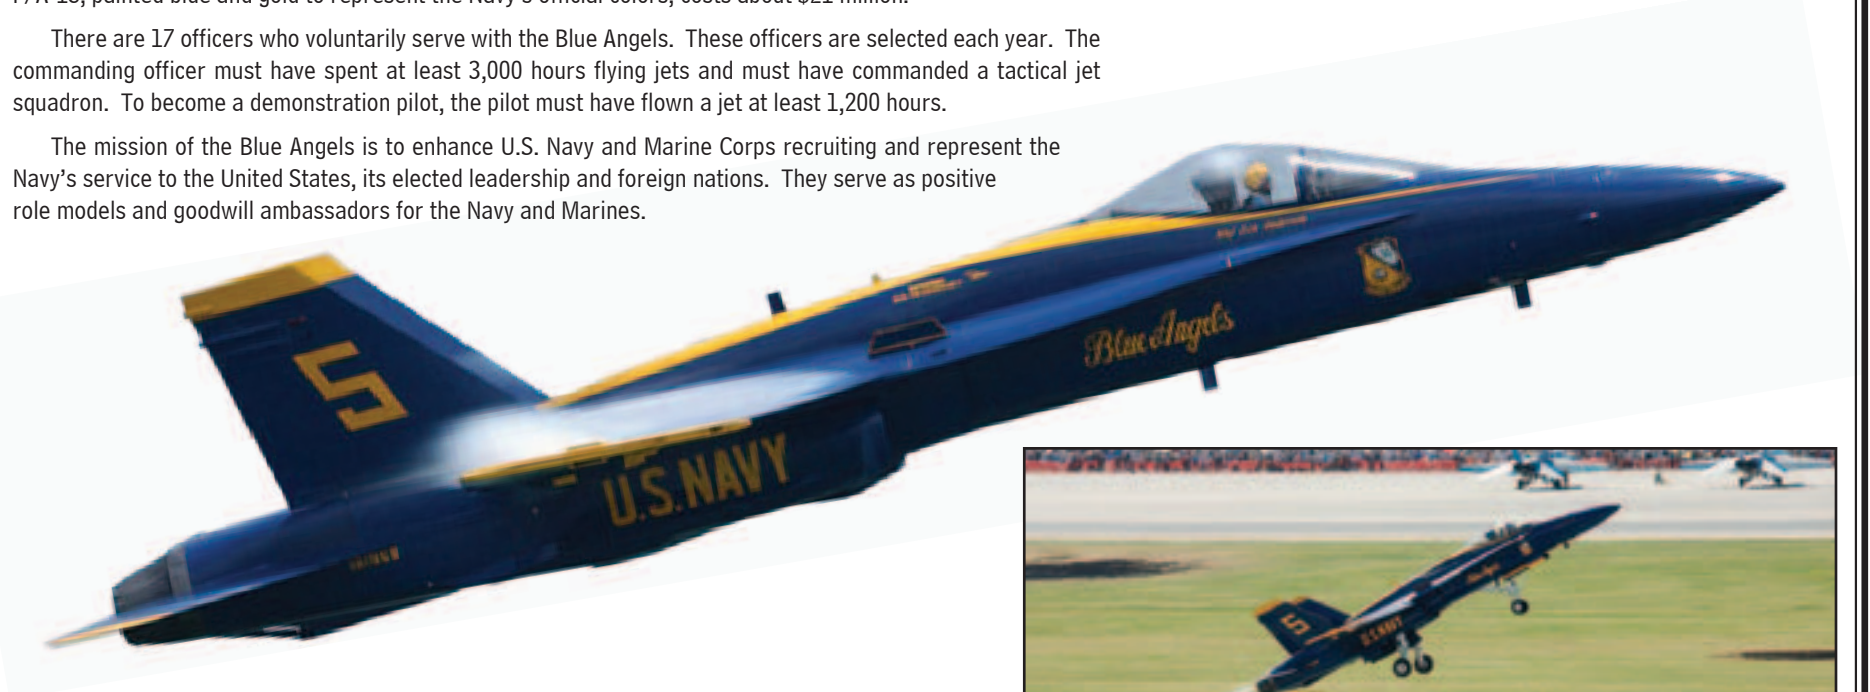 F/A-18, painted blue and gold to represent the Navy's official colors, costs about $21 million.
There are 17 officers who voluntarily serve with the Blue Angels. These officers are selected each year. The
commanding officer must have spent at least 3,000 hours flying jets and must have commanded a tactical jet
squadron. To become a demonstration pilot, the pilot must have flown a jet at least 1,200 hours.
The mission of the Blue Angels is to enhance U.S. Navy and Marine Corps recruiting and represent the
Navy's service to the United States, its elected leadership and foreign nations. They serve as positive
role models and goodwill ambassadors for the Navy and Marines.
5
Blue Angels
U.S.NAVY
5
U.S.NAVY